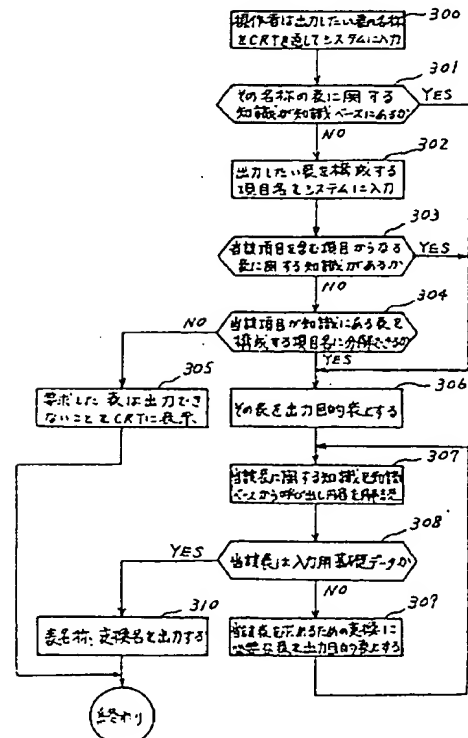 300
操作者は出力したい表の名称
をCRTを通してシステムに入力
301
その名称の表に関する
知識が知識ベースにあるか
YES
NO
302
出力したい表を構成する
項目名をシステムに入力
303
当該項目を含む項目からなる
表に関する知識があるか
YES
NO
304
当該項目が知識にある表を
構成する項目名に分解できるか
NO
YES
305
要求した表は出力でき
ないことをCRTに表示
306
その表を出力目的表とする
307
当該表に関する知識を知識
ベースから呼び出し内容を解読
308
当該表は入力用基礎データか
YES
NO
310
表名称、変換名を出力する
309
当該表を求めるための変換に
必要な表を出力目的表とする
終わり